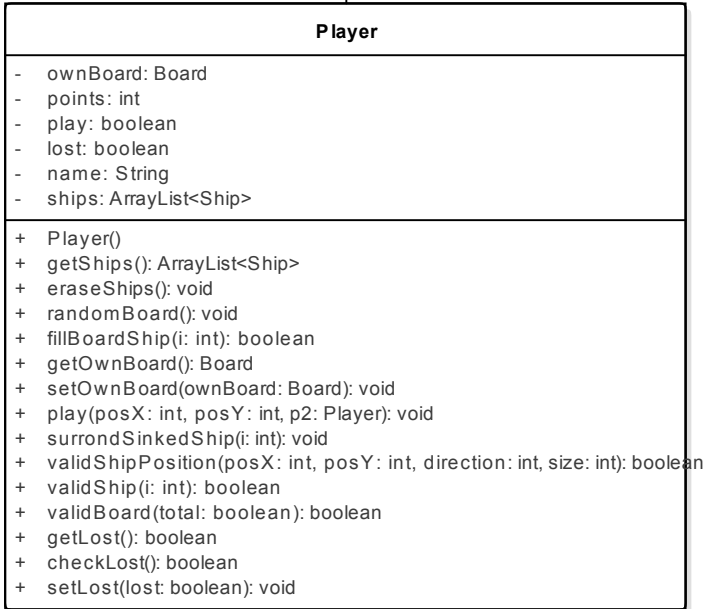 Player
- ownBoard: Board
- points: int
- play: boolean
- lost: boolean
- name: String
- ships: ArrayList<Ship>
+ Player()
+ getShips(): ArrayList<Ship>
+ eraseShips(): void
+ randomBoard(): void
+ fillBoardShip(i: int): boolean
+ getOwnBoard(): Board
+ setOwnBoard(ownBoard: Board): void
+ play(posX: int, posY: int, p2: Player): void
+ surrondSinkedShip(i: int): void
+ validShipPosition(posX: int, posY: int, direction: int, size: int): boolean
+ validShip(i: int): boolean
+ validBoard(total: boolean): boolean
+ getLost(): boolean
+ checkLost(): boolean
+ setLost(lost: boolean): void